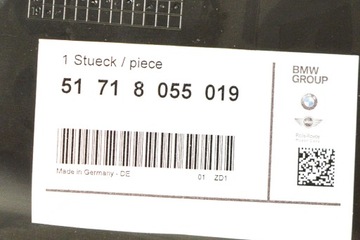 1 Stueck / piece
51 71 8 055 019
Made in Germany - DE
01 ZD1
BMW
GROUP